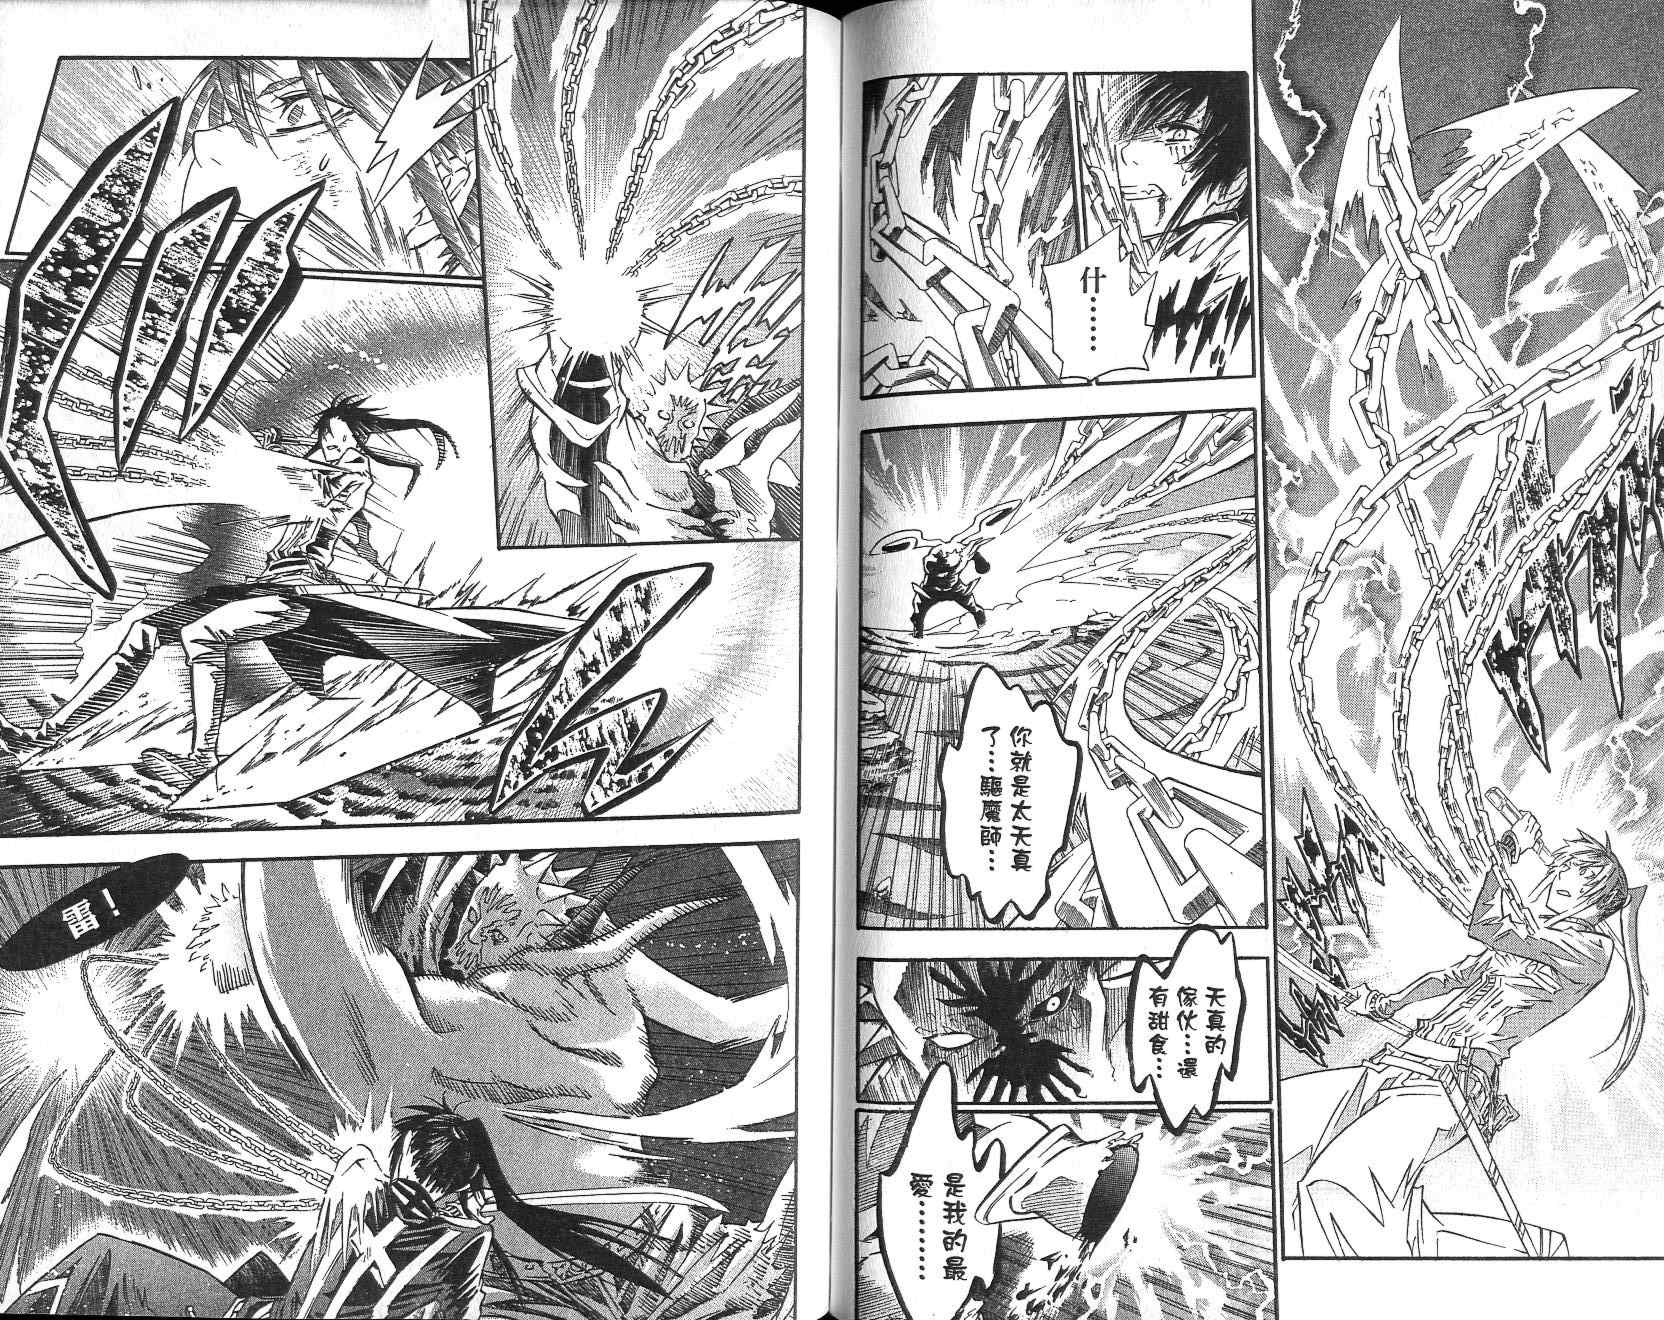 什……
你就是太天真
了…驅魔師…
天真的
傢伙…還
有甜食…
是我的最
愛………
雷！